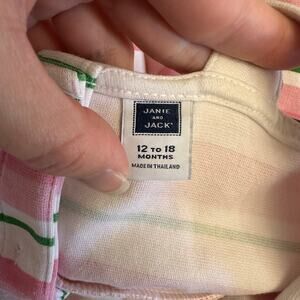 JANIE
AND
JACK
12 TO 18
MONTHS
MADE IN THAILAND